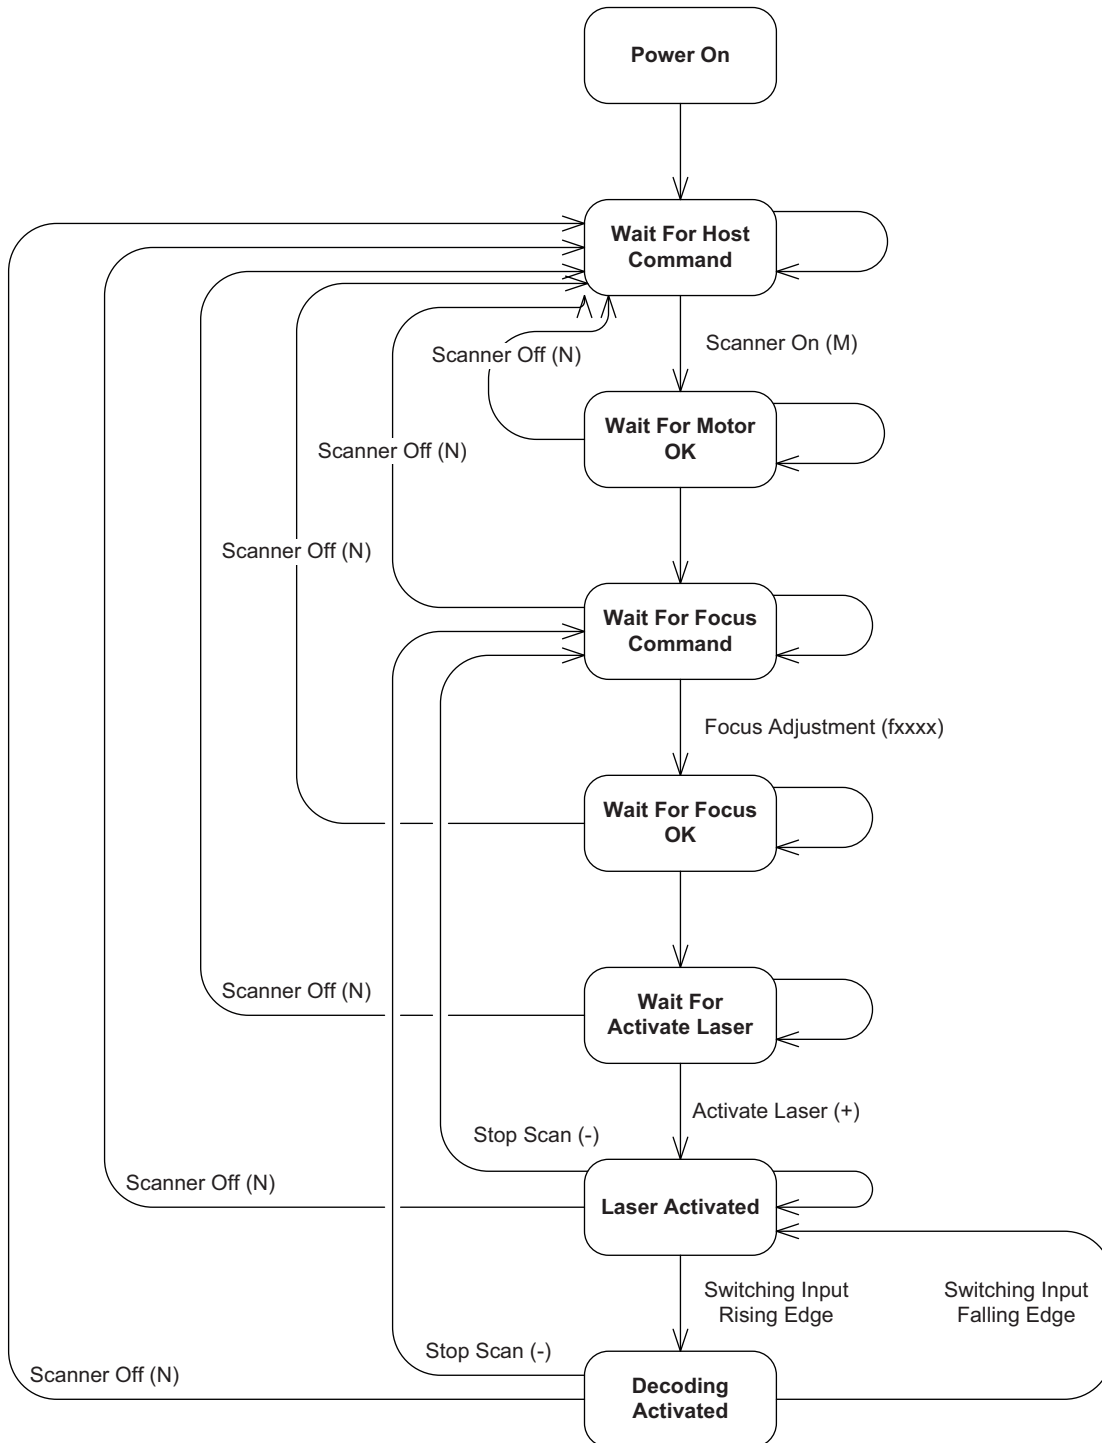 Power On
Wait For Host
Command
Scanner On (M)
Scanner Off (N)
Wait For Motor
OK
Scanner Off (N)
Scanner Off (N)
Wait For Focus
Command
Focus Adjustment (fxxxx)
Wait For Focus
OK
Scanner Off (N)
Wait For
Activate Laser
Activate Laser (+)
Stop Scan (-)
Scanner Off (N)
Laser Activated
Switching Input
Rising Edge
Switching Input
Falling Edge
Stop Scan (-)
Scanner Off (N)
Decoding
Activated